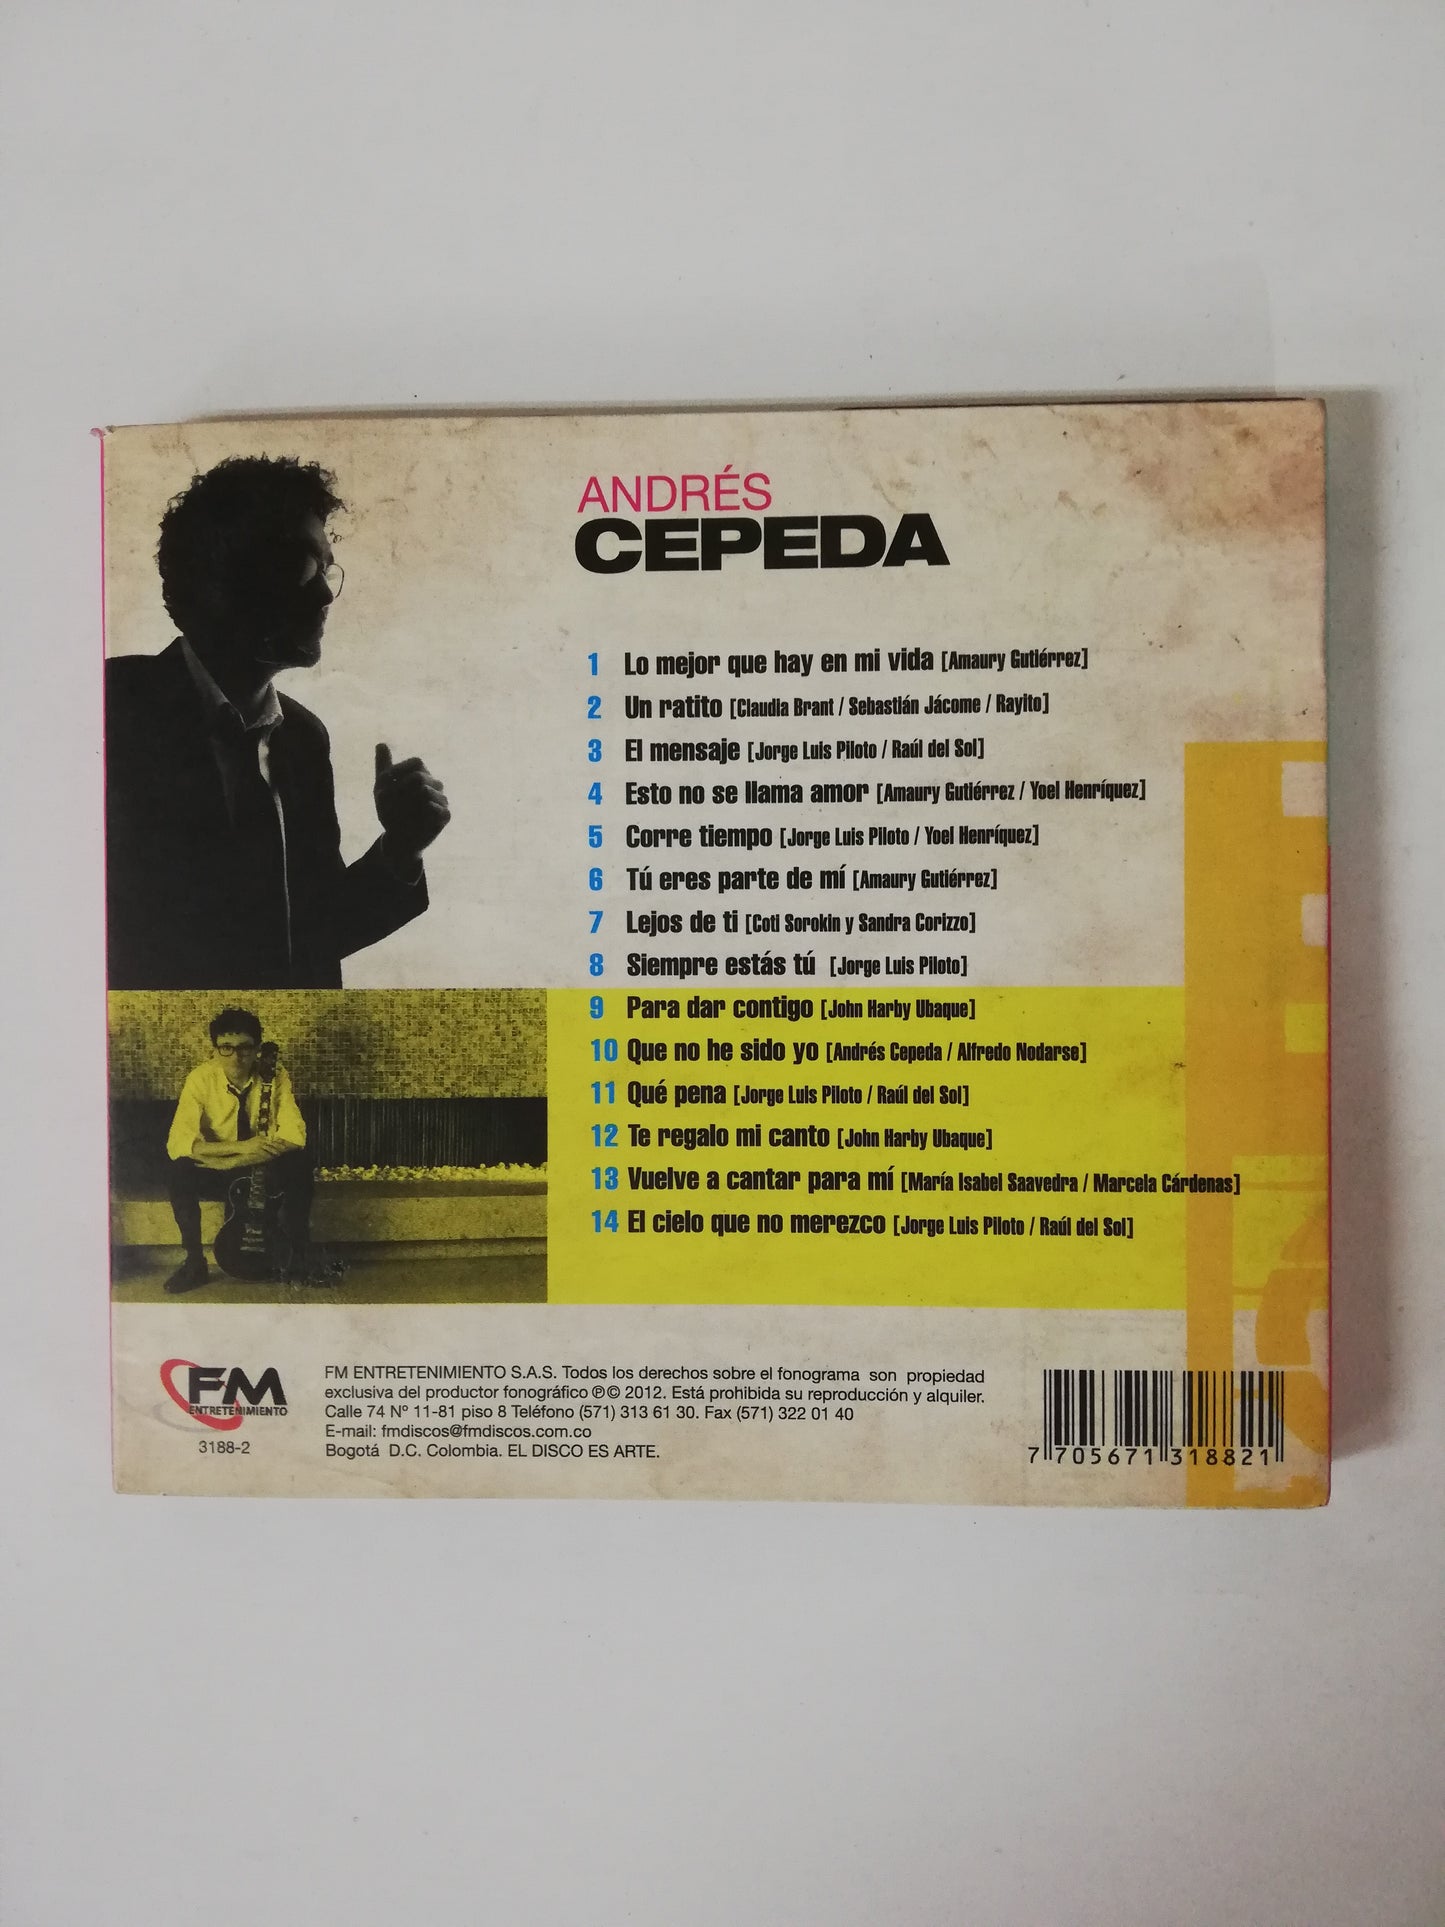 ANDRÉS
CEPEDA
1 Lo mejor que hay en mi vida [Amaury Gutiérrez]
2 Un ratito [Claudia Brant / Sebastián Jácome / Rayito]
3 El mensaje [Jorge Luis Piloto / Raúl del Sol]
4 Esto no se llama amor [Amaury Gutiérrez / Yoel Henríquez]
5 Corre tiempo [Jorge Luis Piloto / Yoel Henríquez]
6 Tú eres parte de mí [Amaury Gutiérrez]
7 Lejos de ti [Coti Sorokin y Sandra Corizzo]
8 Siempre estás tú [Jorge Luis Piloto]
9 Para dar contigo [John Harby Ubaque]
10 Que no he sido yo [Andrés Cepeda / Alfredo Nodarse]
11 Qué pena [Jorge Luis Piloto / Raúl del Sol]
12 Te regalo mi canto [John Harby Ubaque]
13 Vuelve a cantar para mí [María Isabel Saavedra / Marcela Cárdenas]
14 El cielo que no merezco [Jorge Luis Piloto / Raúl del Sol]
FM
ENTRETENIMIENTO
3188-2
FM ENTRETENIMIENTO S.A.S. Todos los derechos sobre el fonograma son propiedad
exclusiva del productor fonográfico ℗© 2012. Está prohibida su reproducción y alquiler.
Calle 74 Nº 11-81 piso 8 Teléfono (571) 313 61 30. Fax (571) 322 01 40
E-mail: fmdiscos@fmdiscos.com.co
Bogotá D.C. Colombia. EL DISCO ES ARTE.
7 705671 318821